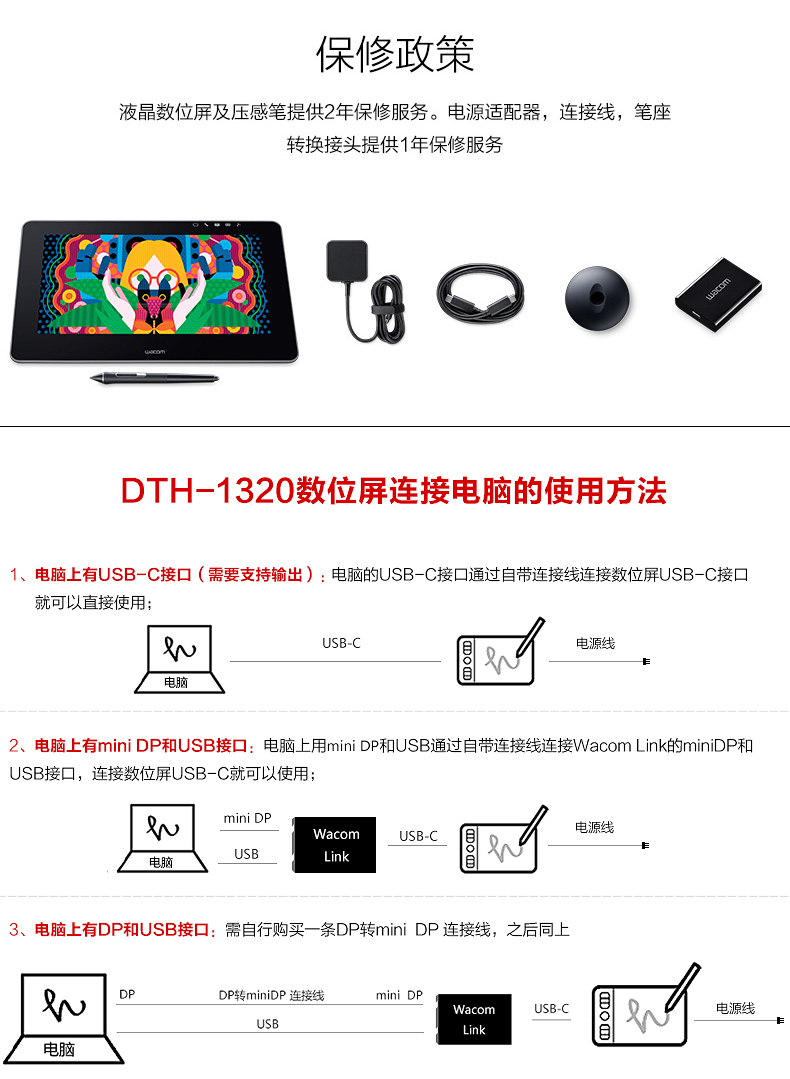 保修政策
液晶数位屏及压感笔提供2年保修服务。电源适配器，连接线，笔座
转换接头提供1年保修服务
wacom
wacom
DTH-1320数位屏连接电脑的使用方法
1、电脑上有USB-C接口（需要支持输出）：电脑的USB-C接口通过自带连接线连接数位屏USB-C接口
就可以直接使用；
USB-C
电源线
电脑
2、电脑上有mini DP和USB接口：电脑上用mini DP和USB通过自带连接线连接Wacom Link的miniDP和
USB接口，连接数位屏USB-C就可以使用；
mini DP
USB
电脑
Wacom
Link
USB-C
电源线
3、电脑上有DP和USB接口：需自行购买一条DP转mini DP 连接线，之后同上
DP
DP转miniDP 连接线
mini DP
USB
电脑
Wacom
Link
USB-C
电源线